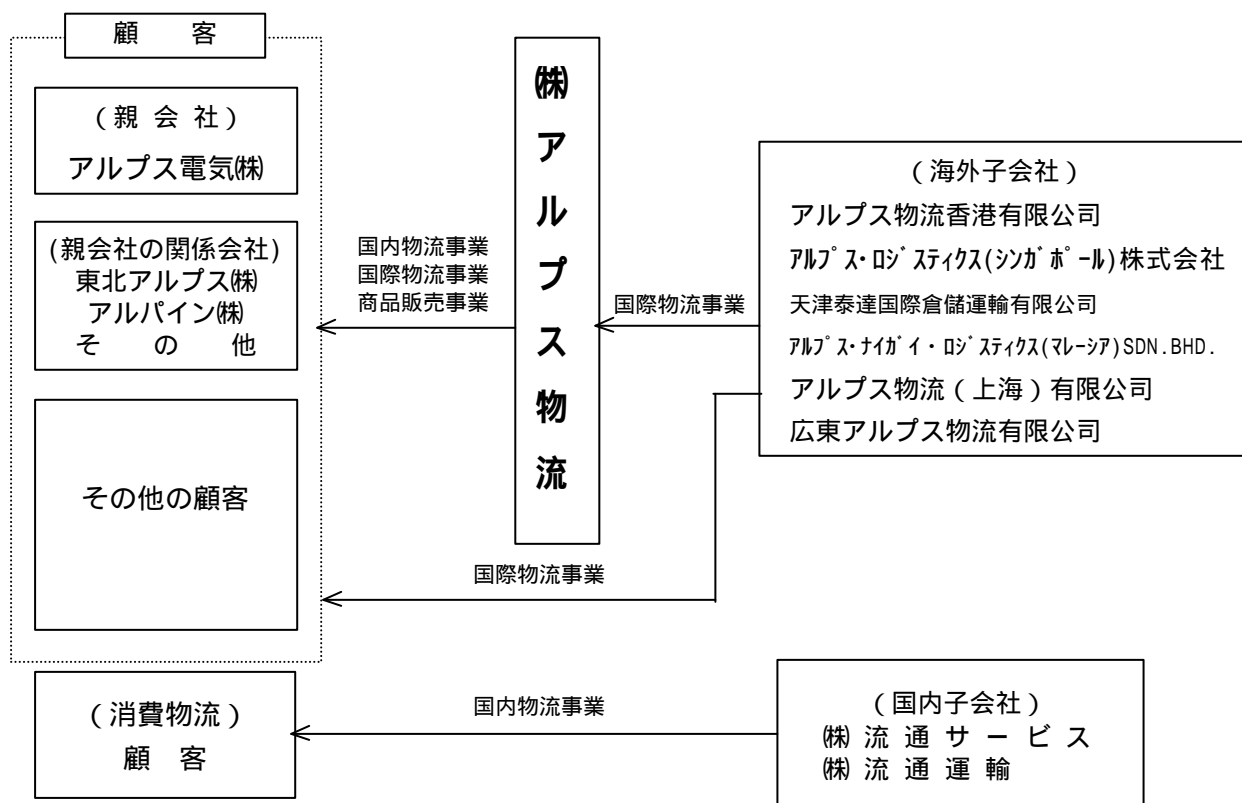 顧 客
(親 会 社)
アルプス電気㈱
(親会社の関係会社)
東北アルプス㈱
アルパイン㈱
そ の 他
その他の顧客
国内物流事業
国際物流事業
商品販売事業
㈱アルプス物流
国際物流事業
(海外子会社)
アルプス物流香港有限公司
ｱﾙﾌﾟｽ･ﾛｼﾞｽﾃｨｸｽ(ｼﾝｶﾞﾎﾟｰﾙ)株式会社
天津泰達国際倉儲運輸有限公司
ｱﾙﾌﾟｽ･ﾅｲｶﾞｲ・ﾛｼﾞｽﾃｨｸｽ(ﾏﾚｰｼｱ)SDN.BHD.
アルプス物流(上海)有限公司
広東アルプス物流有限公司
国際物流事業
(消費物流)
顧 客
国内物流事業
(国内子会社)
㈱ 流 通 サ ー ビ ス
㈱ 流 通 運 輸